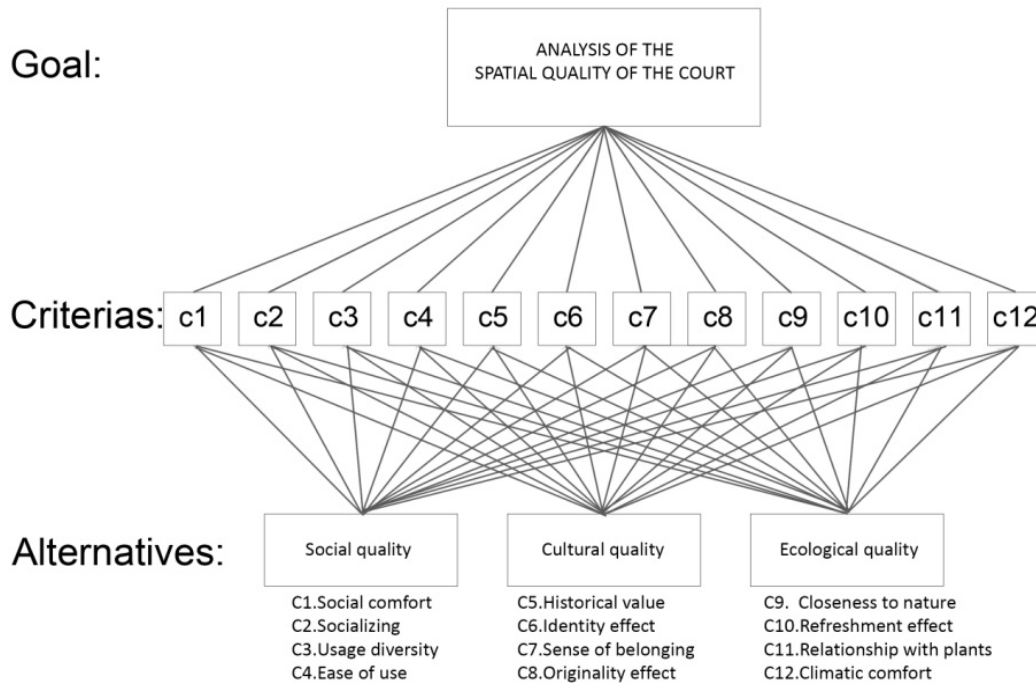 Goal:
ANALYSIS OF THE
SPATIAL QUALITY OF THE COURT
Criterias:
c1 c2 c3 c4 c5 c6 c7 c8 c9 c10 c11 c12
Alternatives:
Social quality
C1.Social comfort
C2.Socializing
C3.Usage diversity
C4.Ease of use
Cultural quality
C5.Historical value
C6.Identity effect
C7.Sense of belonging
C8.Originality effect
Ecological quality
C9. Closeness to nature
C10.Refreshment effect
C11.Relationship with plants
C12.Climatic comfort